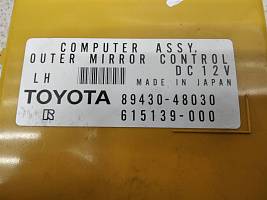 COMPUTER ASSY,
OUTER MIRROR CONTROL
LH DC 12V
MADE IN JAPAN
TOYOTA 89430-48030
R 615139-000